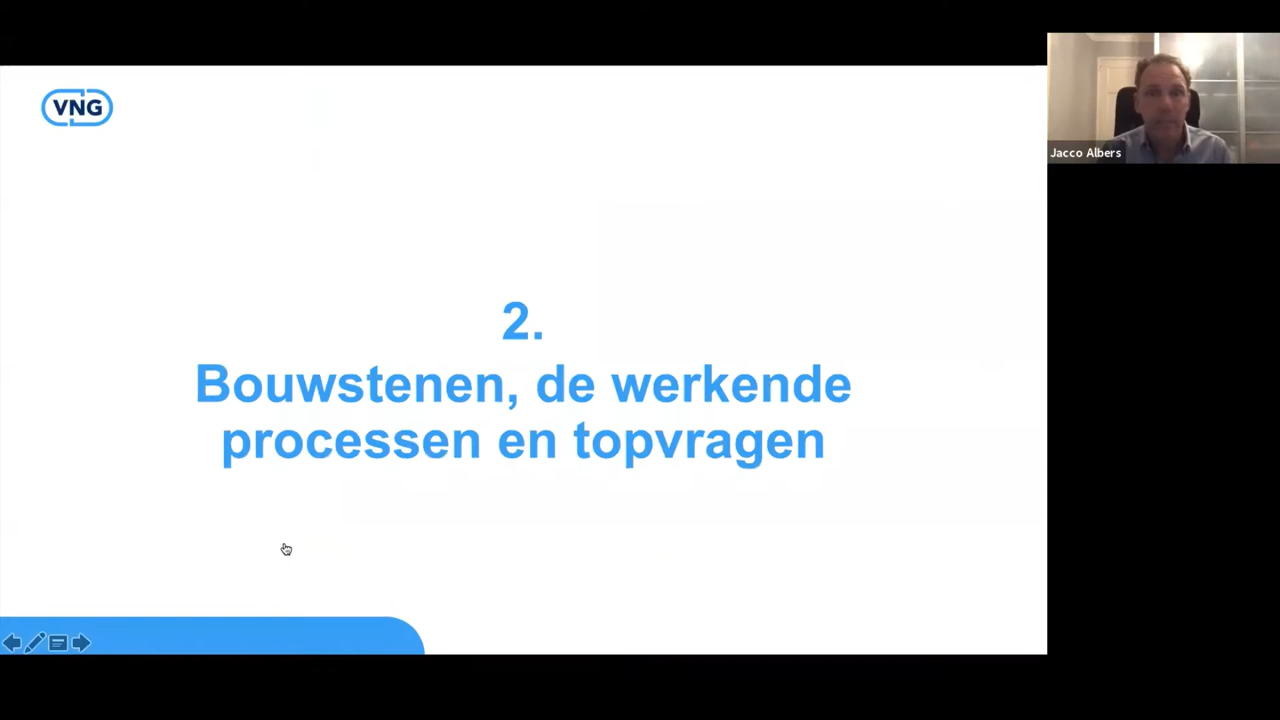 VNG
Jacco Albers
2.
Bouwstenen, de werkende
processen en topvragen